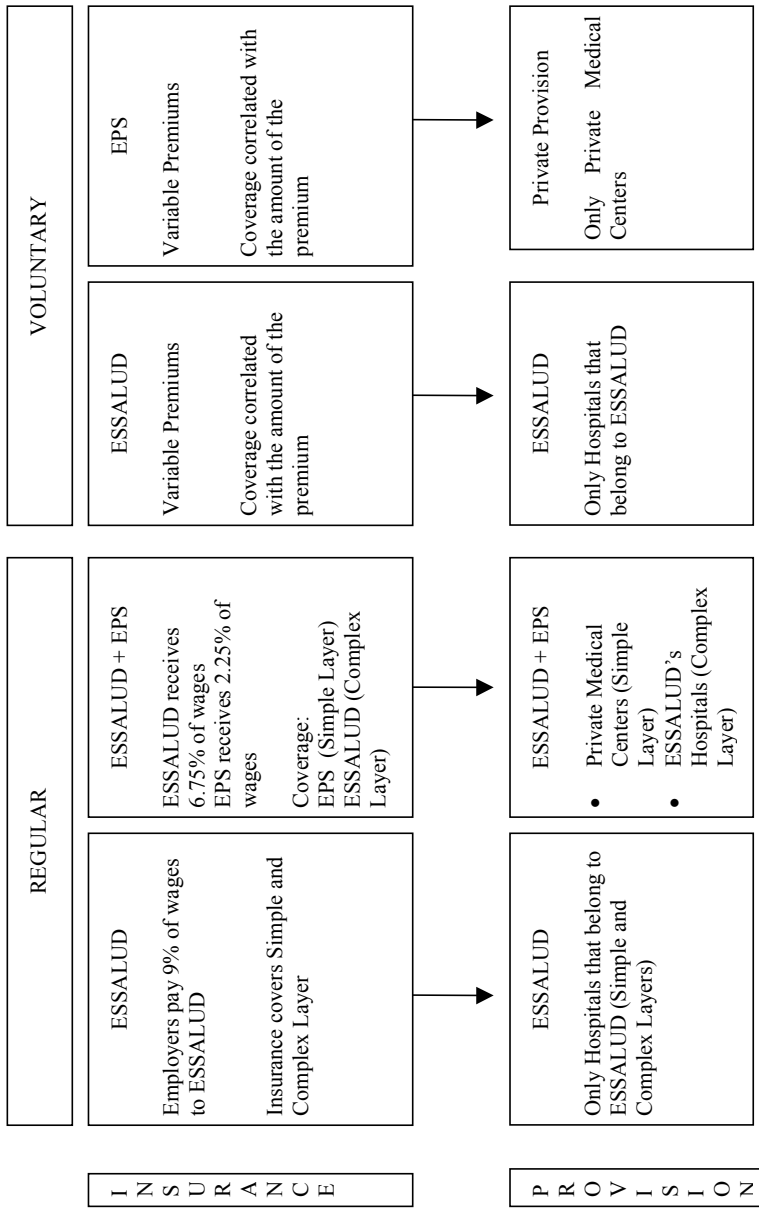 REGULAR
VOLUNTARY
I
N
S
U
R
A
N
C
E
ESSALUD
Employers pay 9% of wages
to ESSALUD
Insurance covers Simple and
Complex Layer
ESSALUD + EPS
ESSALUD receives
6.75% of wages
EPS receives 2.25% of
wages
Coverage:
EPS (Simple Layer)
ESSALUD (Complex
Layer)
ESSALUD
Variable Premiums
Coverage correlated
with the amount of the
premium
EPS
Variable Premiums
Coverage correlated with
the amount of the
premium
P
R
O
V
I
S
I
O
N
ESSALUD
Only Hospitals that belong to
ESSALUD (Simple and
Complex Layers)
ESSALUD + EPS
• Private Medical
Centers (Simple
Layer)
• ESSALUD's
Hospitals (Complex
Layer)
ESSALUD
Only Hospitals that
belong to ESSALUD
Private Provision
Only Private Medical
Centers